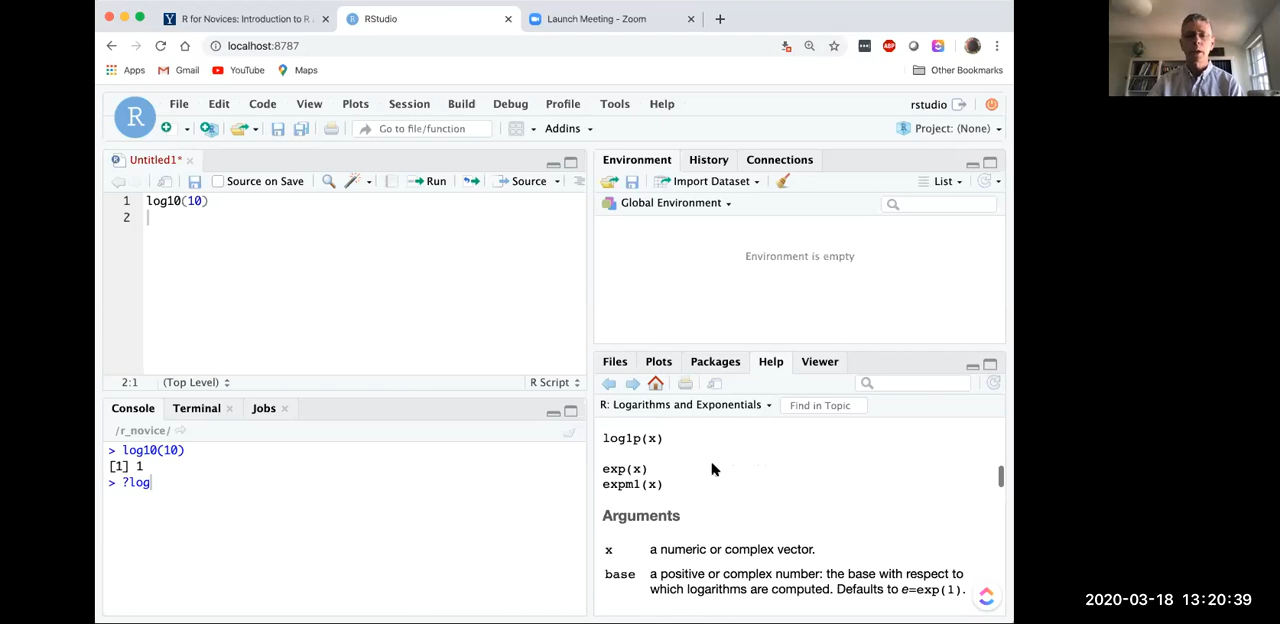 R for Novices: Introduction to R
RStudio
Launch Meeting - Zoom
localhost:8787
ABP
Apps
Gmail
YouTube
Maps
Other Bookmarks
R
File Edit Code View Plots Session Build Debug Profile Tools Help
rstudio
Go to file/function
Addins
Project: (None)
Untitled1*
Source on Save
Run
Source
1 log10(10)
2
2:1 (Top Level)
R Script
Console Terminal Jobs
/r_novice/
> log10(10)
[1] 1
> ?log
Environment History Connections
Import Dataset
List
Global Environment
Environment is empty
Files Plots Packages Help Viewer
R: Logarithms and Exponentials
Find in Topic
log1p(x)
exp(x)
expm1(x)
Arguments
x a numeric or complex vector.
base a positive or complex number: the base with respect to
which logarithms are computed. Defaults to e=exp(1).
2020-03-18 13:20:39